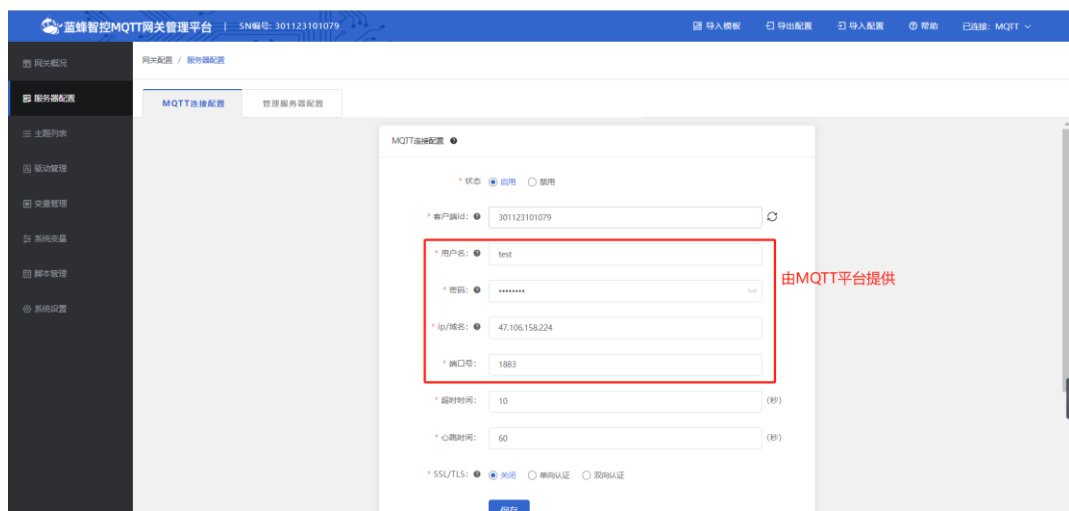 蓝蜂智控MQTT网关管理平台 | SN编号: 301123101079 导入模板 导出配置 导入配置 帮助 已连接: MQTT
网关概况
服务器配置
主题列表
驱动管理
变量管理
系统变量
脚本管理
系统设置
网关配置 / 服务器配置
MQTT连接配置 管理服务器配置
MQTT连接配置
* 状态 启用 禁用
* 客户端id: 301123101079
* 用户名: test
* 密码: ••••••••
* ip/域名: 47.106.158.224
* 端口号: 1883
由MQTT平台提供
* 超时时间: 10 (秒)
* 心跳时间: 60 (秒)
* SSL/TLS: 关闭 单向认证 双向认证
保存